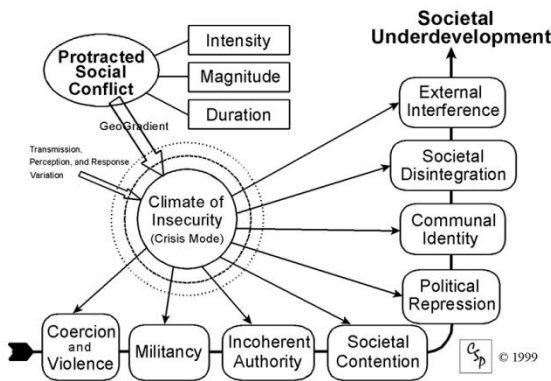 Societal
Underdevelopment
Protracted
Social
Conflict
Intensity
Magnitude
Duration
GeoGradient
Transmission,
Perception, and Response
Variation
Climate of
Insecurity
(Crisis Mode)
External
Interference
Societal
Disintegration
Communal
Identity
Political
Repression
Coercion
and
Violence
Militancy
Incoherent
Authority
Societal
Contention
CSP
© 1999